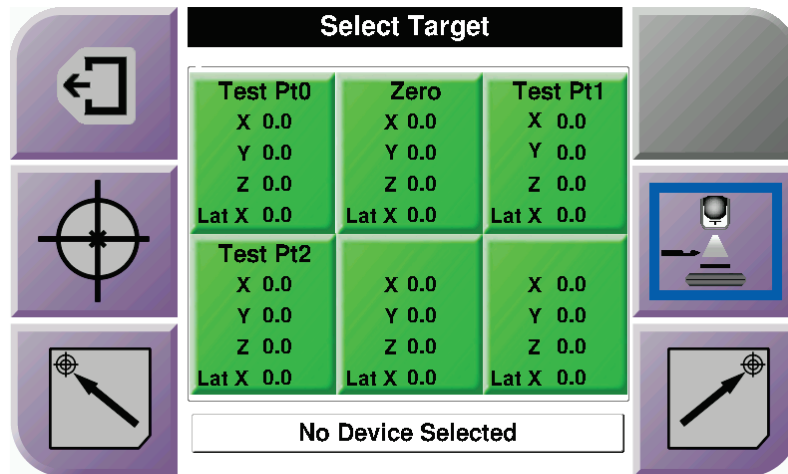 Select Target
Test Pt0
X 0.0
Y 0.0
Z 0.0
Lat X 0.0
Zero
X 0.0
Y 0.0
Z 0.0
Lat X 0.0
Test Pt1
X 0.0
Y 0.0
Z 0.0
Lat X 0.0
Test Pt2
X 0.0
Y 0.0
Z 0.0
Lat X 0.0
X 0.0
Y 0.0
Z 0.0
Lat X 0.0
X 0.0
Y 0.0
Z 0.0
Lat X 0.0
No Device Selected